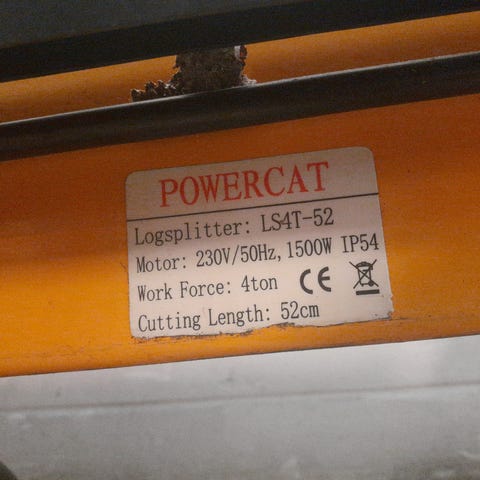 POWERCAT
Logsplitter: LS4T-52
Motor: 230V/50Hz, 1500W IP54
Work Force: 4ton CE
Cutting Length: 52cm